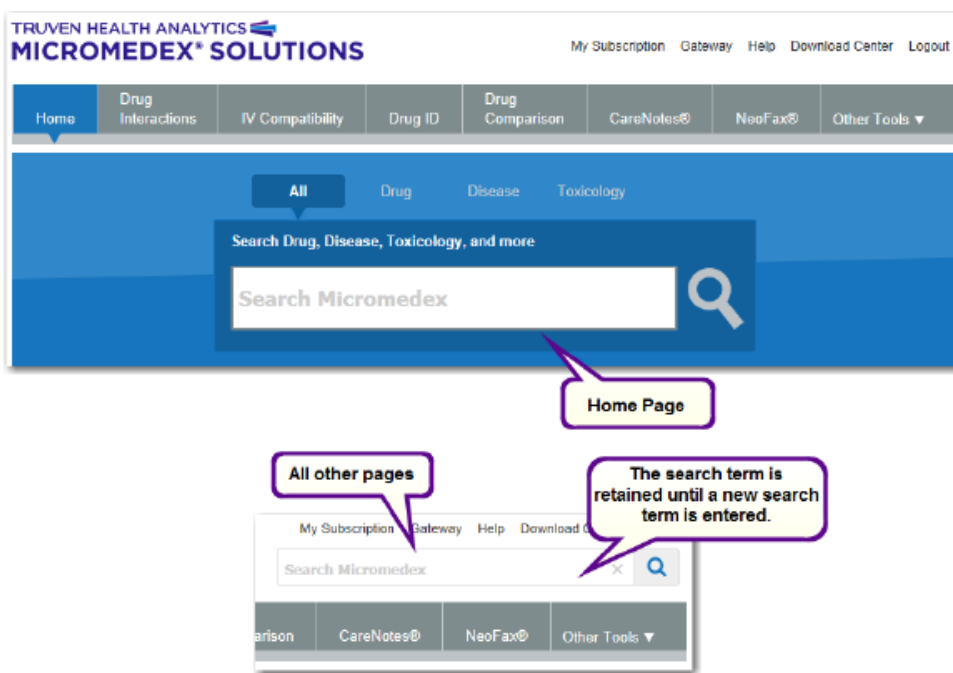 TRUVEN HEALTH ANALYTICS
MICROMEDEX® SOLUTIONS
My Subscription Gateway Help Download Center Logout
Home Drug Interactions IV Compatibility Drug ID Drug Comparison CareNotes® NeoFax® Other Tools ▼
All Drug Disease Toxicology
Search Drug, Disease, Toxicology, and more
Search Micromedex
Home Page
All other pages
The search term is
retained until a new search
term is entered.
My Subscription Gateway Help Download
Search Micromedex ×
arison CareNotes® NeoFax® Other Tools ▼